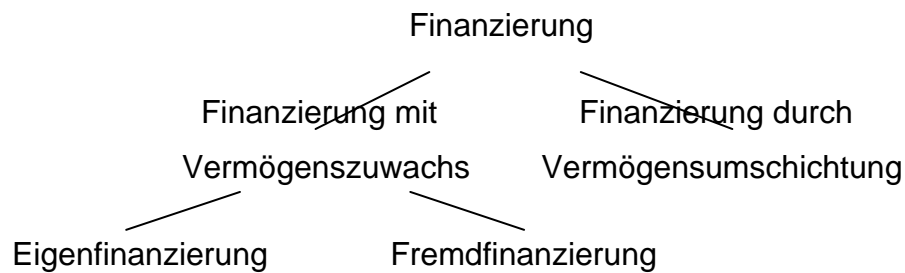 Finanzierung
Finanzierung mit
Vermögenszuwachs
Finanzierung durch
Vermögensumschichtung
Eigenfinanzierung
Fremdfinanzierung